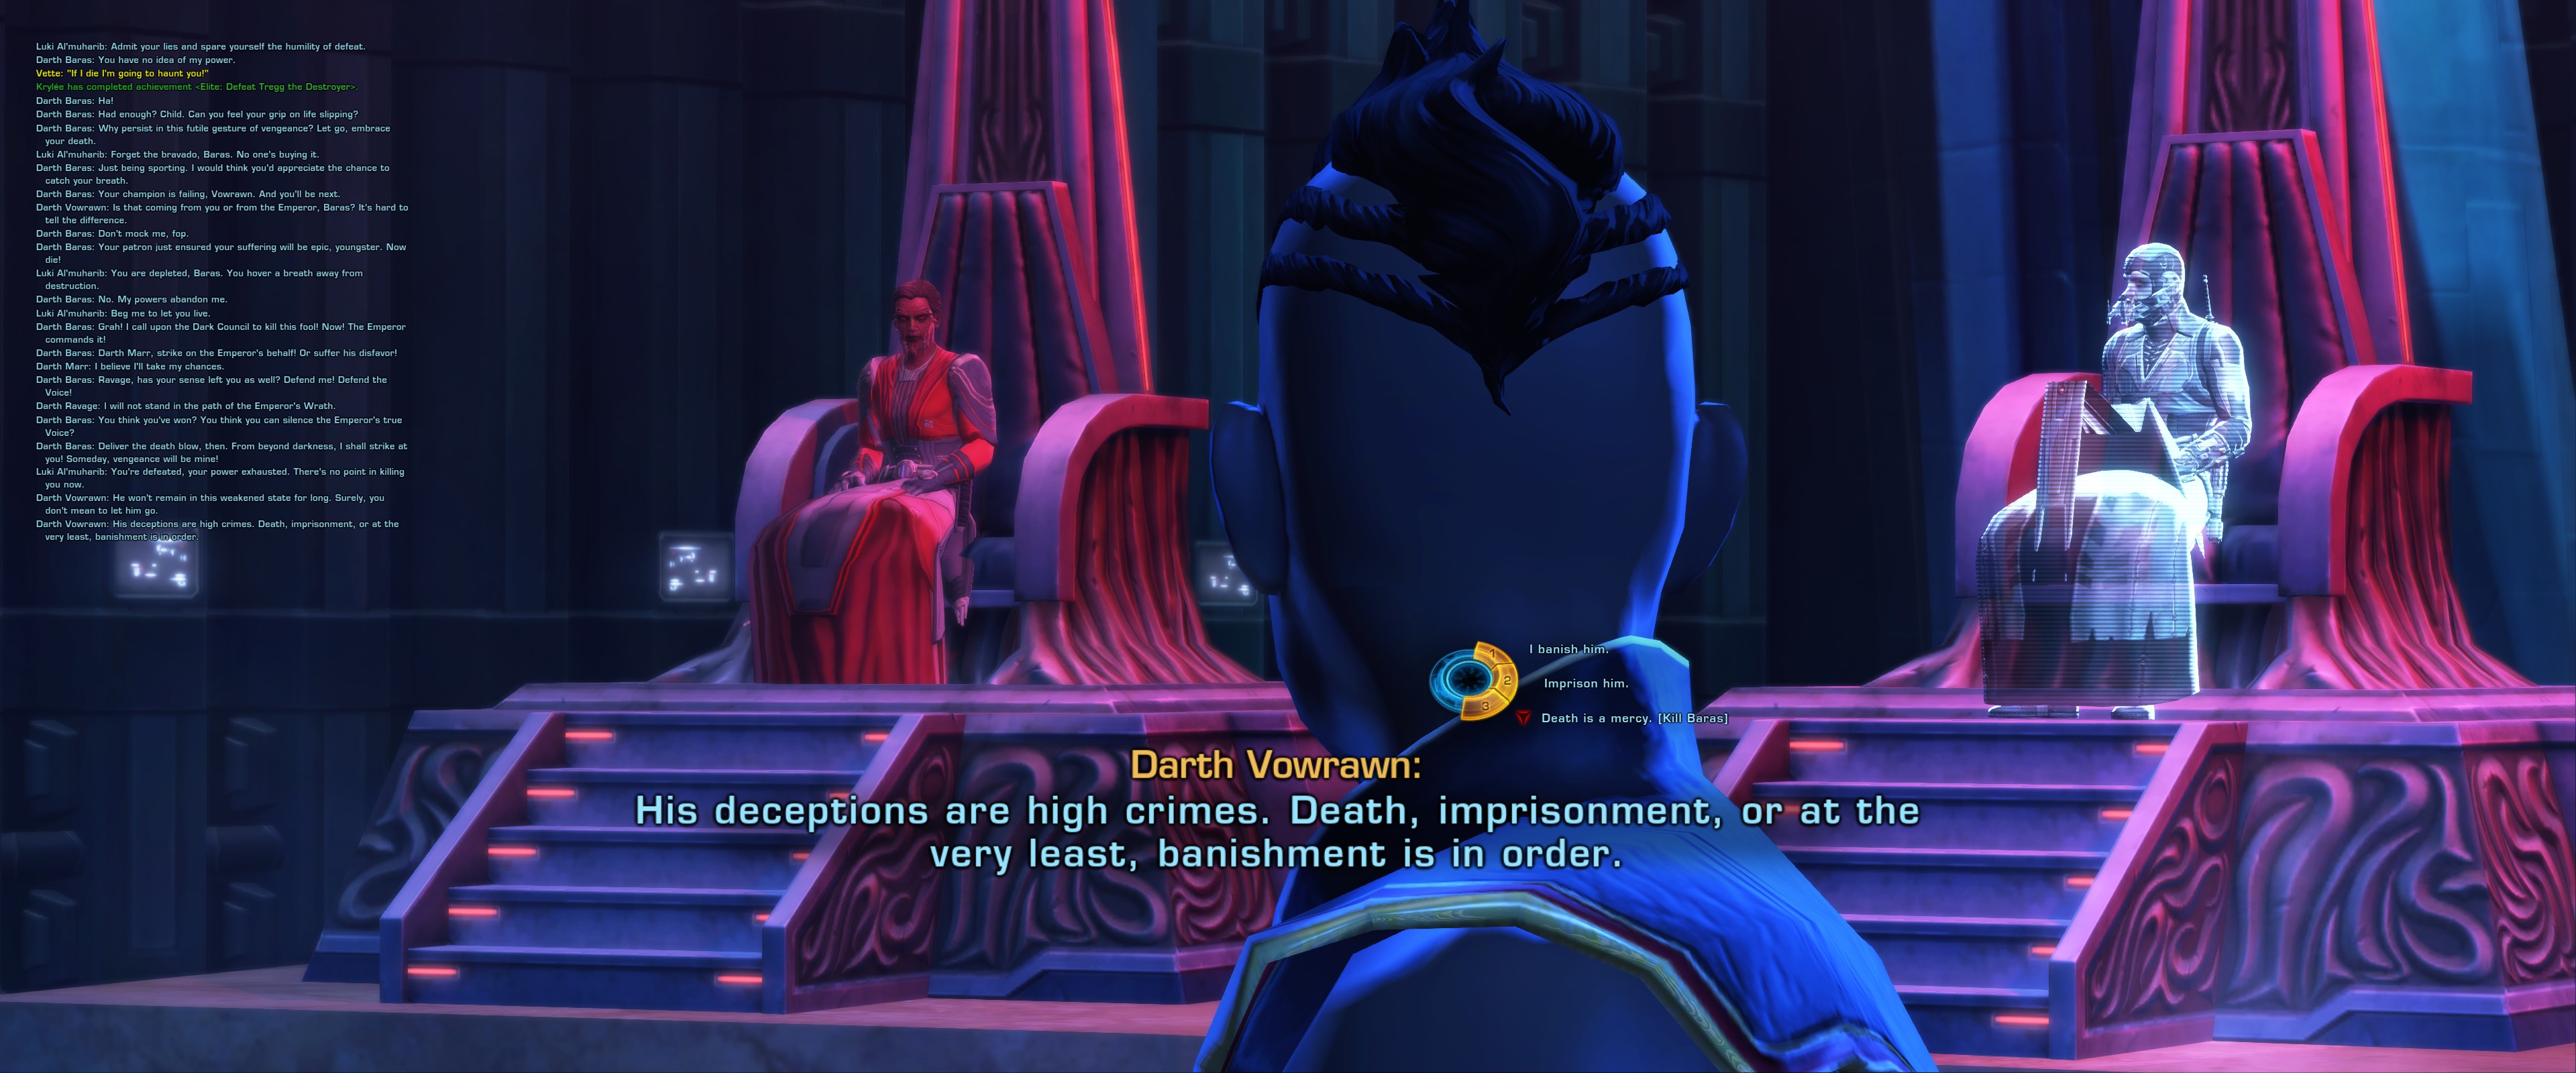 Luki Al'muharib: Admit your lies and spare yourself the humility of defeat.
Darth Baras: You have no idea of my power.
Vette: "If I die I'm going to haunt you!"
Krylée has completed achievement <Elite: Defeat Tregg the Destroyer>.
Darth Baras: Ha!
Darth Baras: Had enough? Child. Can you feel your grip on life slipping?
Darth Baras: Why persist in this futile gesture of vengeance? Let go, embrace
your death.
Luki Al'muharib: Forget the bravado, Baras. No one's buying it.
Darth Baras: Just being sporting. I would think you'd appreciate the chance to
catch your breath.
Darth Baras: Your champion is failing, Vowrawn. And you'll be next.
Darth Vowrawn: Is that coming from you or from the Emperor, Baras? It's hard to
tell the difference.
Darth Baras: Don't mock me, fop.
Darth Baras: Your patron just ensured your suffering will be epic, youngster. Now
die!
Luki Al'muharib: You are depleted, Baras. You hover a breath away from
destruction.
Darth Baras: No. My powers abandon me.
Luki Al'muharib: Beg me to let you live.
Darth Baras: Grah! I call upon the Dark Council to kill this fool! Now! The Emperor
commands it!
Darth Baras: Darth Marr, strike on the Emperor's behalf! Or suffer his disfavor!
Darth Marr: I believe I'll take my chances.
Darth Baras: Ravage, has your sense left you as well? Defend me! Defend the
Voice!
Darth Ravage: I will not stand in the path of the Emperor's Wrath.
Darth Baras: You think you've won? You think you can silence the Emperor's true
Voice?
Darth Baras: Deliver the death blow, then. From beyond darkness, I shall strike at
you! Someday, vengeance will be mine!
Luki Al'muharib: You're defeated, your power exhausted. There's no point in killing
you now.
Darth Vowrawn: He won't remain in this weakened state for long. Surely, you
don't mean to let him go.
Darth Vowrawn: His deceptions are high crimes. Death, imprisonment, or at the
very least, banishment is in order.
1 I banish him.
2 Imprison him.
3 Death is a mercy. [Kill Baras]
Darth Vowrawn:
His deceptions are high crimes. Death, imprisonment, or at the
very least, banishment is in order.